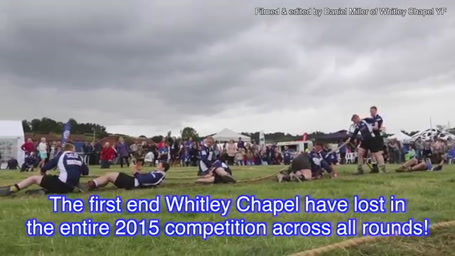 Filmed & edited by Daniel Miller of Whitley Chapel YF
The first end Whitley Chapel have lost in
the entire 2015 competition across all rounds!